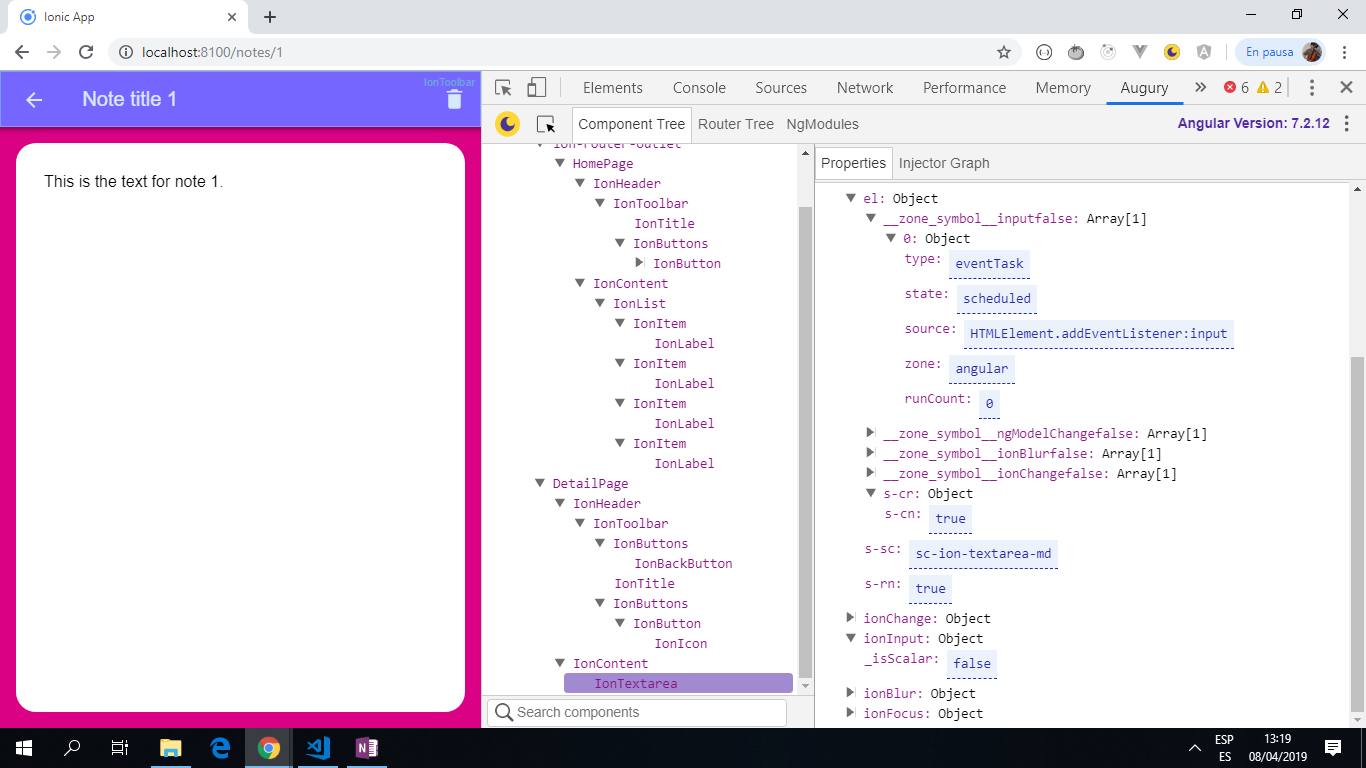 Ionic App
localhost:8100/notes/1
En pausa
IonToolbar
Note title 1
This is the text for note 1.
Elements Console Sources Network Performance Memory Augury 6 2
Component Tree Router Tree NgModules Angular Version: 7.2.12
ion-router-outlet
HomePage
IonHeader
IonToolbar
IonTitle
IonButtons
IonButton
IonContent
IonList
IonItem
IonLabel
IonItem
IonLabel
IonItem
IonLabel
IonItem
IonLabel
DetailPage
IonHeader
IonToolbar
IonButtons
IonBackButton
IonTitle
IonButtons
IonButton
IonIcon
IonContent
IonTextarea
Search components
Properties Injector Graph
el: Object
__zone_symbol__inputfalse: Array[1]
0: Object
type: eventTask
state: scheduled
source: HTMLElement.addEventListener:input
zone: angular
runCount: 0
__zone_symbol__ngModelChangefalse: Array[1]
__zone_symbol__ionBlurfalse: Array[1]
__zone_symbol__ionChangefalse: Array[1]
s-cr: Object
s-cn: true
s-sc: sc-ion-textarea-md
s-rn: true
ionChange: Object
ionInput: Object
_isScalar: false
ionBlur: Object
ionFocus: Object
ESP
ES
13:19
08/04/2019